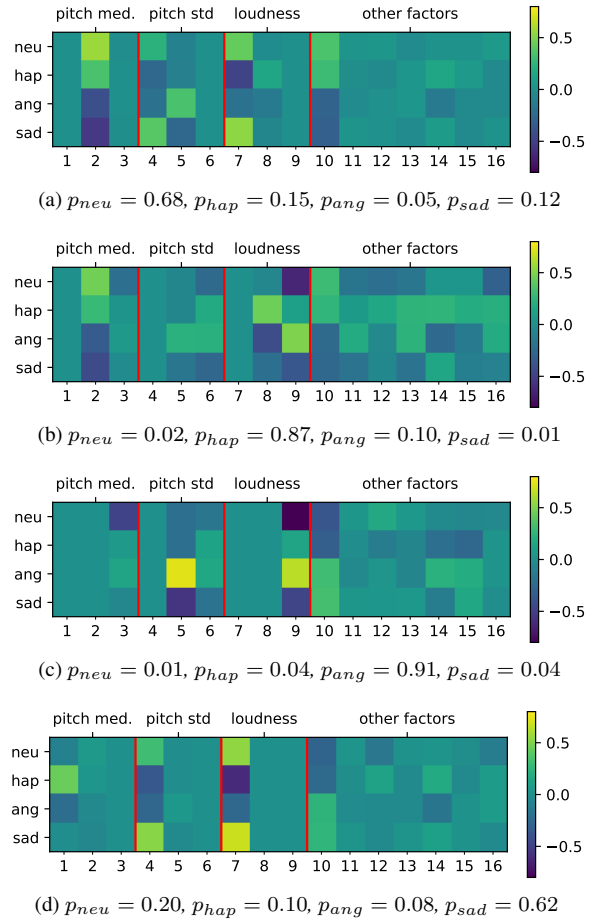 pitch med. pitch std loudness other factors
neu
hap
ang
sad
1 2 3 4 5 6 7 8 9 10 11 12 13 14 15 16
0.5
0.0
−0.5
(a) p_neu = 0.68, p_hap = 0.15, p_ang = 0.05, p_sad = 0.12
pitch med. pitch std loudness other factors
neu
hap
ang
sad
1 2 3 4 5 6 7 8 9 10 11 12 13 14 15 16
0.5
0.0
−0.5
(b) p_neu = 0.02, p_hap = 0.87, p_ang = 0.10, p_sad = 0.01
pitch med. pitch std loudness other factors
neu
hap
ang
sad
1 2 3 4 5 6 7 8 9 10 11 12 13 14 15 16
0.5
0.0
−0.5
(c) p_neu = 0.01, p_hap = 0.04, p_ang = 0.91, p_sad = 0.04
pitch med. pitch std loudness other factors
neu
hap
ang
sad
1 2 3 4 5 6 7 8 9 10 11 12 13 14 15 16
0.5
0.0
−0.5
(d) p_neu = 0.20, p_hap = 0.10, p_ang = 0.08, p_sad = 0.62